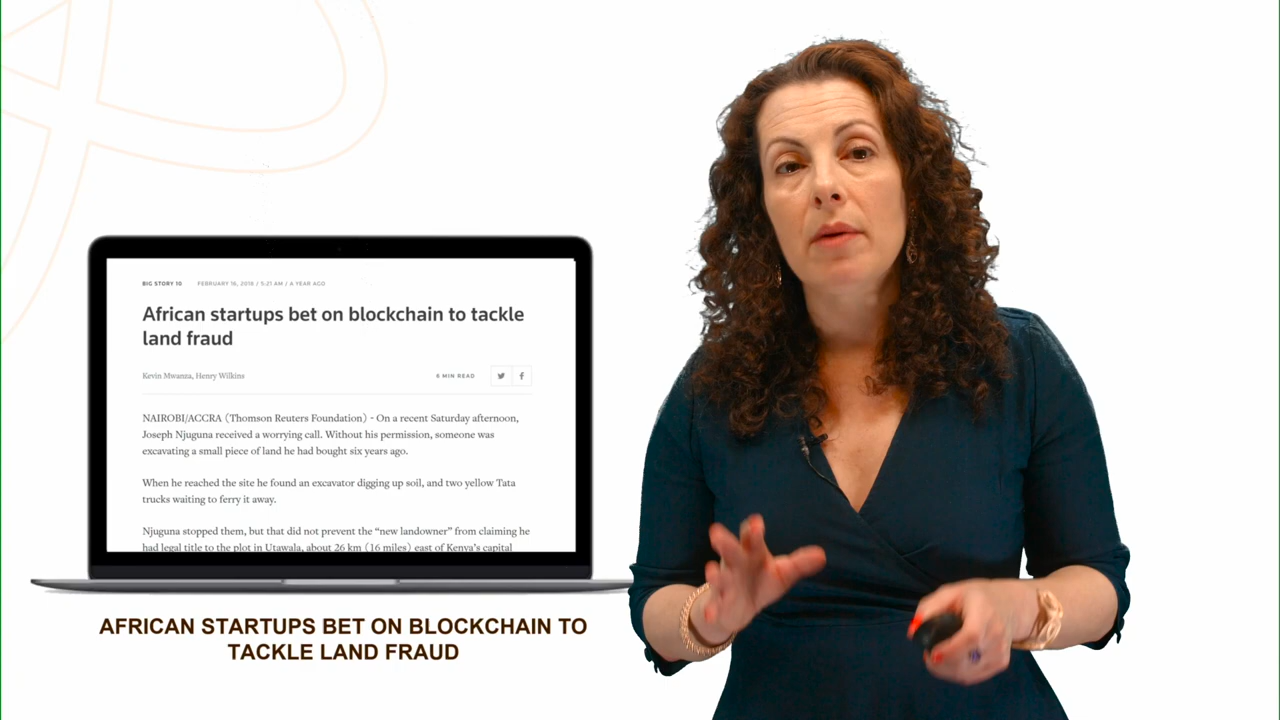 BIG STORY 10 FEBRUARY 16, 2018 / 5:21 AM / A YEAR AGO
African startups bet on blockchain to tackle
land fraud
Kevin Mwanza, Henry Wilkins 6 MIN READ
NAIROBI/ACCRA (Thomson Reuters Foundation) - On a recent Saturday afternoon,
Joseph Njuguna received a worrying call. Without his permission, someone was
excavating a small piece of land he had bought six years ago.
When he reached the site he found an excavator digging up soil, and two yellow Tata
trucks waiting to ferry it away.
Njuguna stopped them, but that did not prevent the “new landowner” from claiming he
had legal title to the plot in Utawala, about 26 km (16 miles) east of Kenya’s capital
AFRICAN STARTUPS BET ON BLOCKCHAIN TO
TACKLE LAND FRAUD